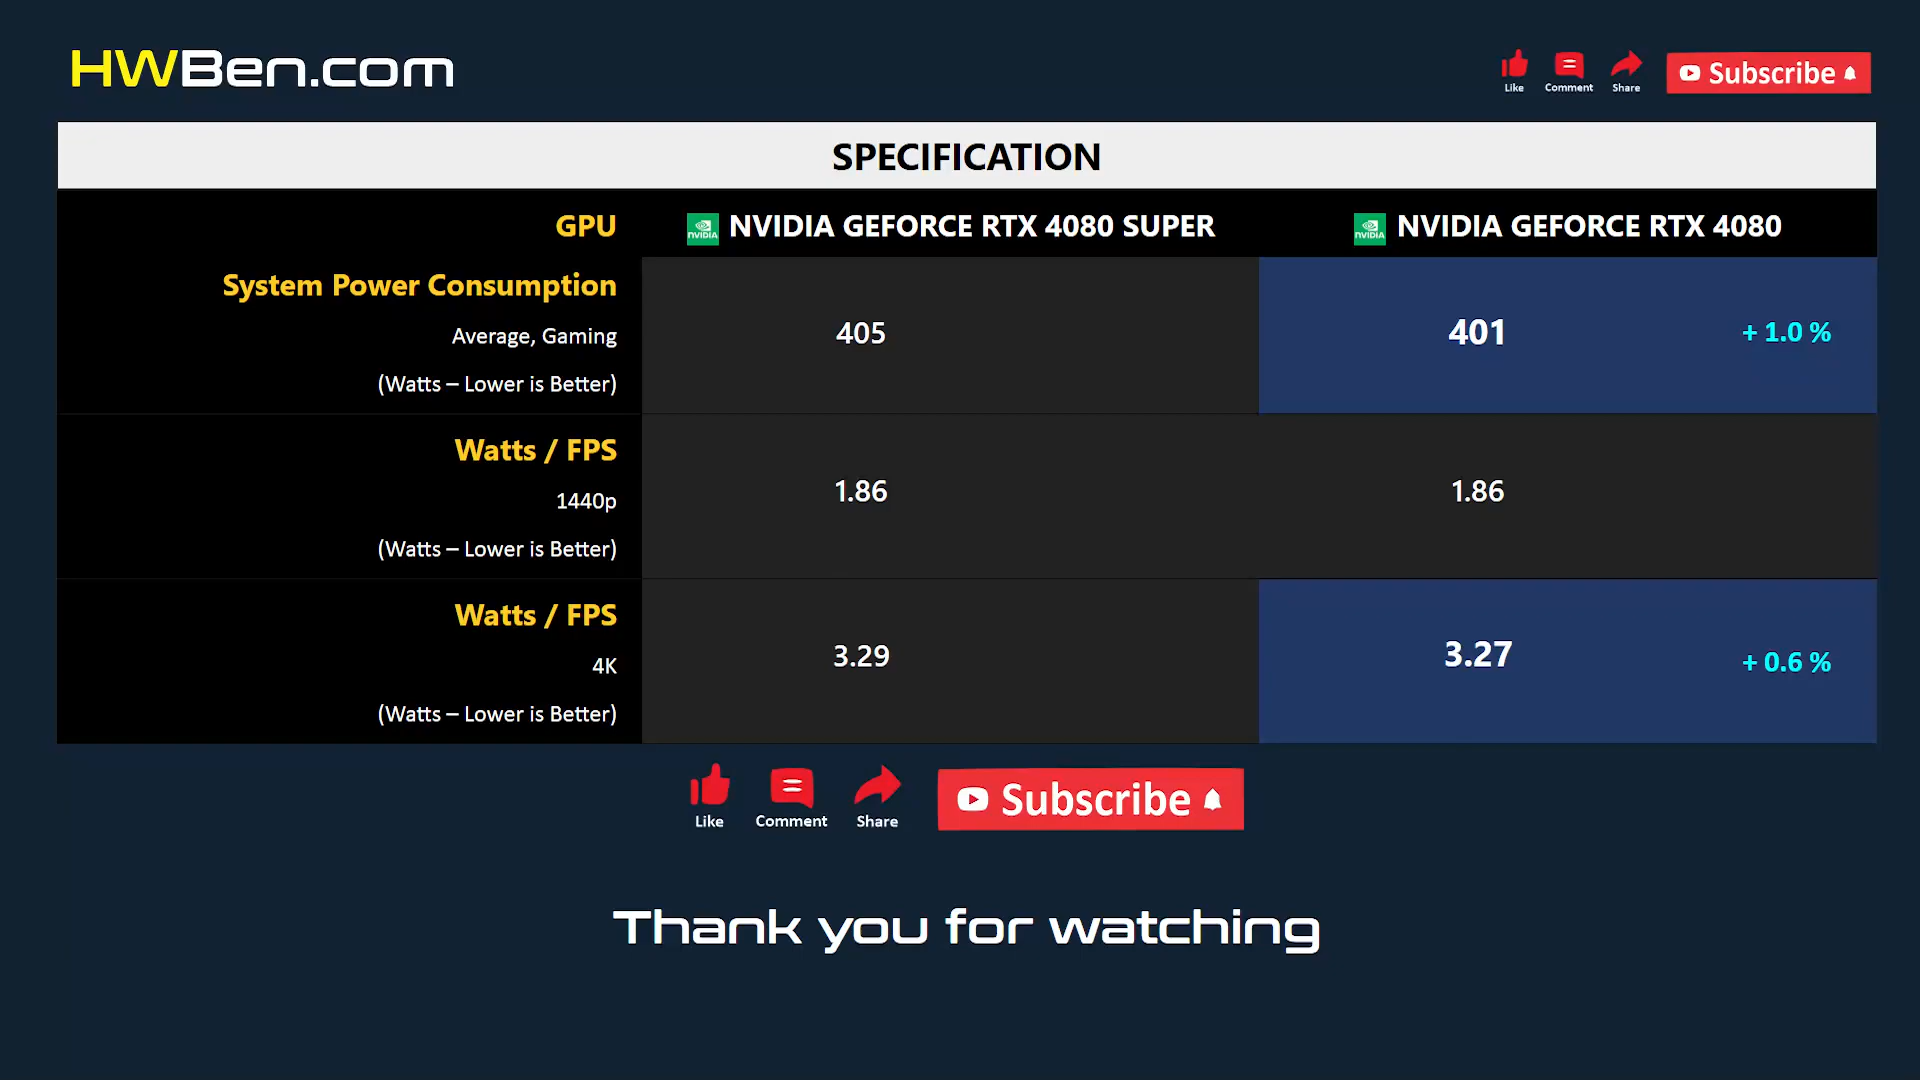 HWBen.com
Like Comment Share Subscribe
SPECIFICATION
GPU NVIDIA NVIDIA GEFORCE RTX 4080 SUPER NVIDIA NVIDIA GEFORCE RTX 4080
System Power Consumption
Average, Gaming
(Watts – Lower is Better)
405 401 + 1.0 %
Watts / FPS
1440p
(Watts – Lower is Better)
1.86 1.86
Watts / FPS
4K
(Watts – Lower is Better)
3.29 3.27 + 0.6 %
Like Comment Share Subscribe
Thank you for watching